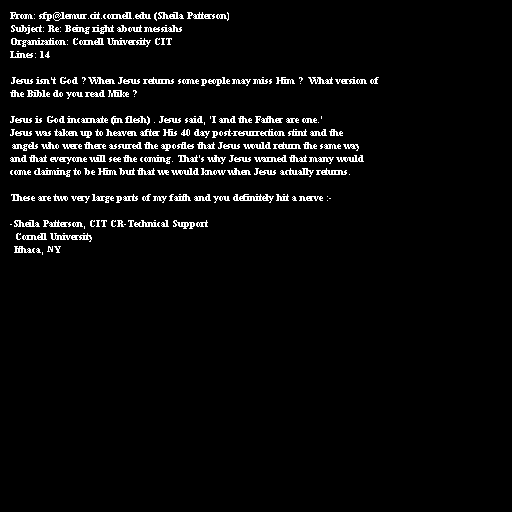 From: sfp@lemur.cit.cornell.edu (Sheila Patterson)
Subject: Re: Being right about messiahs
Organization: Cornell University CIT
Lines: 14
Jesus isn't God ? When Jesus returns some people may miss Him ? What version of
the Bible do you read Mike ?
Jesus is God incarnate (in flesh) . Jesus said, 'I and the Father are one.'
Jesus was taken up to heaven after His 40 day post-resurrection stint and the
angels who were there assured the apostles that Jesus would return the same way
and that everyone will see the coming. That's why Jesus warned that many would
come claiming to be Him but that we would know when Jesus actually returns.
These are two very large parts of my faith and you definitely hit a nerve :-
-Sheila Patterson, CIT CR-Technical Support
Cornell University
Ithaca, NY